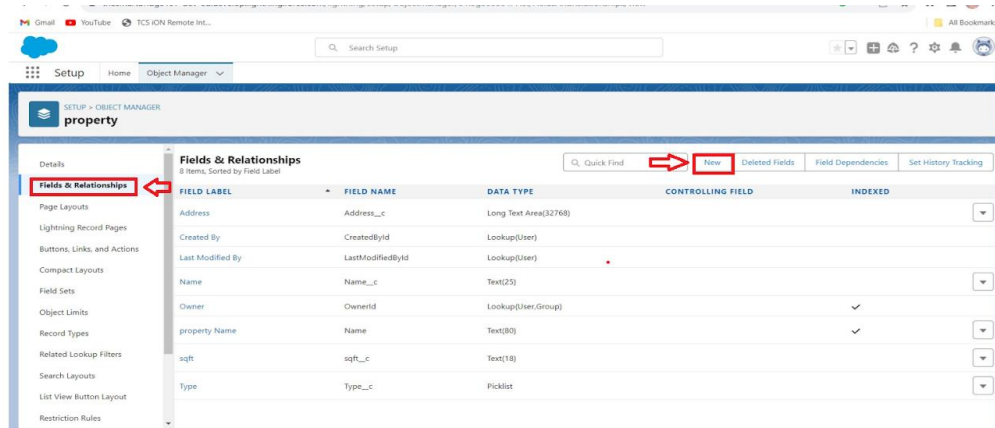 Gmail YouTube TCS iON Remote Int... All Bookmark
Search Setup
Setup Home Object Manager
SETUP > OBJECT MANAGER
property
Details
Fields & Relationships
Page Layouts
Lightning Record Pages
Buttons, Links, and Actions
Compact Layouts
Field Sets
Object Limits
Record Types
Related Lookup Filters
Search Layouts
List View Button Layout
Restriction Rules
Fields & Relationships
8 Items, Sorted by Field Label
Quick Find New Deleted Fields Field Dependencies Set History Tracking
FIELD LABEL FIELD NAME DATA TYPE CONTROLLING FIELD INDEXED
Address Address__c Long Text Area(32768)
Created By CreatedById Lookup(User)
Last Modified By LastModifiedById Lookup(User)
Name Name__c Text(25)
Owner OwnerId Lookup(User,Group)
property Name Name Text(80)
sqft sqft__c Text(18)
Type Type__c Picklist